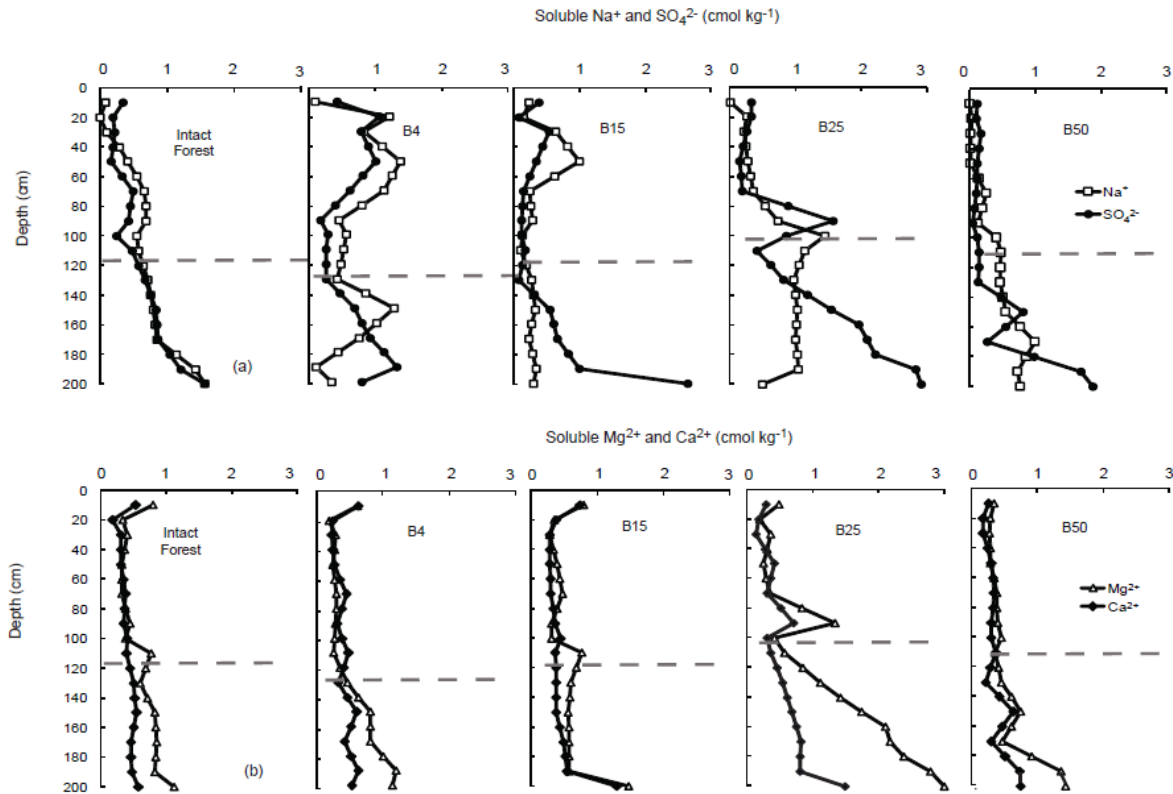 Soluble Na⁺ and SO₄²⁻ (cmol kg⁻¹)
0 1 2 3 0 1 2 3 0 1 2 3 0 1 2 3 0 1 2 3
Depth (cm)
0
20
40
60
80
100
120
140
160
180
200
Intact
Forest
B4
B15
B25
B50
Na⁺
SO₄²⁻
(a)
Soluble Mg²⁺ and Ca²⁺ (cmol kg⁻¹)
0 1 2 3 0 1 2 3 0 1 2 3 0 1 2 3 0 1 2 3
Depth (cm)
0
20
40
60
80
100
120
140
160
180
200
Intact
Forest
B4
B15
B25
B50
Mg²⁺
Ca²⁺
(b)